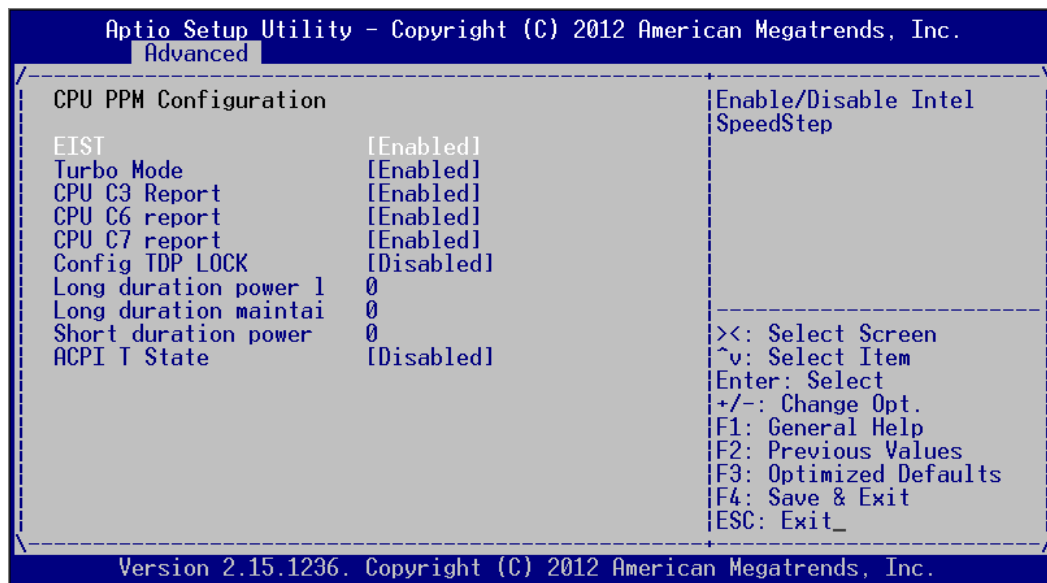 Aptio Setup Utility - Copyright (C) 2012 American Megatrends, Inc.
Advanced
CPU PPM Configuration
EIST [Enabled]
Turbo Mode [Enabled]
CPU C3 Report [Enabled]
CPU C6 report [Enabled]
CPU C7 report [Enabled]
Config TDP LOCK [Disabled]
Long duration power l 0
Long duration maintai 0
Short duration power 0
ACPI T State [Disabled]
Enable/Disable Intel
SpeedStep
><: Select Screen
^v: Select Item
Enter: Select
+/-: Change Opt.
F1: General Help
F2: Previous Values
F3: Optimized Defaults
F4: Save & Exit
ESC: Exit_
Version 2.15.1236. Copyright (C) 2012 American Megatrends, Inc.